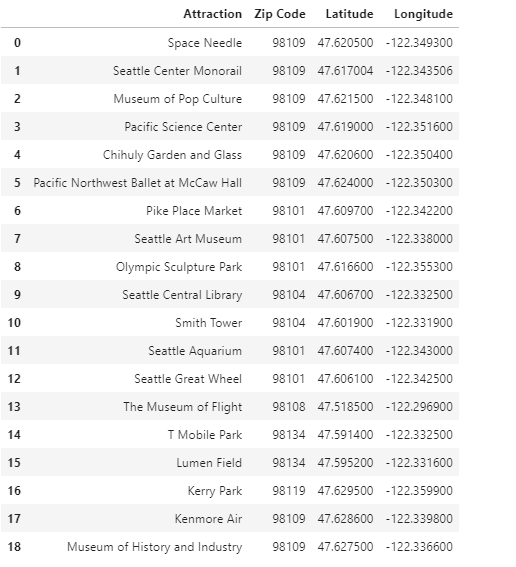 Attraction Zip Code Latitude Longitude
0 Space Needle 98109 47.620500 -122.349300
1 Seattle Center Monorail 98109 47.617004 -122.343506
2 Museum of Pop Culture 98109 47.621500 -122.348100
3 Pacific Science Center 98109 47.619000 -122.351600
4 Chihuly Garden and Glass 98109 47.620600 -122.350400
5 Pacific Northwest Ballet at McCaw Hall 98109 47.624000 -122.350300
6 Pike Place Market 98101 47.609700 -122.342200
7 Seattle Art Museum 98101 47.607500 -122.338000
8 Olympic Sculpture Park 98101 47.616600 -122.355300
9 Seattle Central Library 98104 47.606700 -122.332500
10 Smith Tower 98104 47.601900 -122.331900
11 Seattle Aquarium 98101 47.607400 -122.343000
12 Seattle Great Wheel 98101 47.606100 -122.342500
13 The Museum of Flight 98108 47.518500 -122.296900
14 T Mobile Park 98134 47.591400 -122.332500
15 Lumen Field 98134 47.595200 -122.331600
16 Kerry Park 98119 47.629500 -122.359900
17 Kenmore Air 98109 47.628600 -122.339800
18 Museum of History and Industry 98109 47.627500 -122.336600